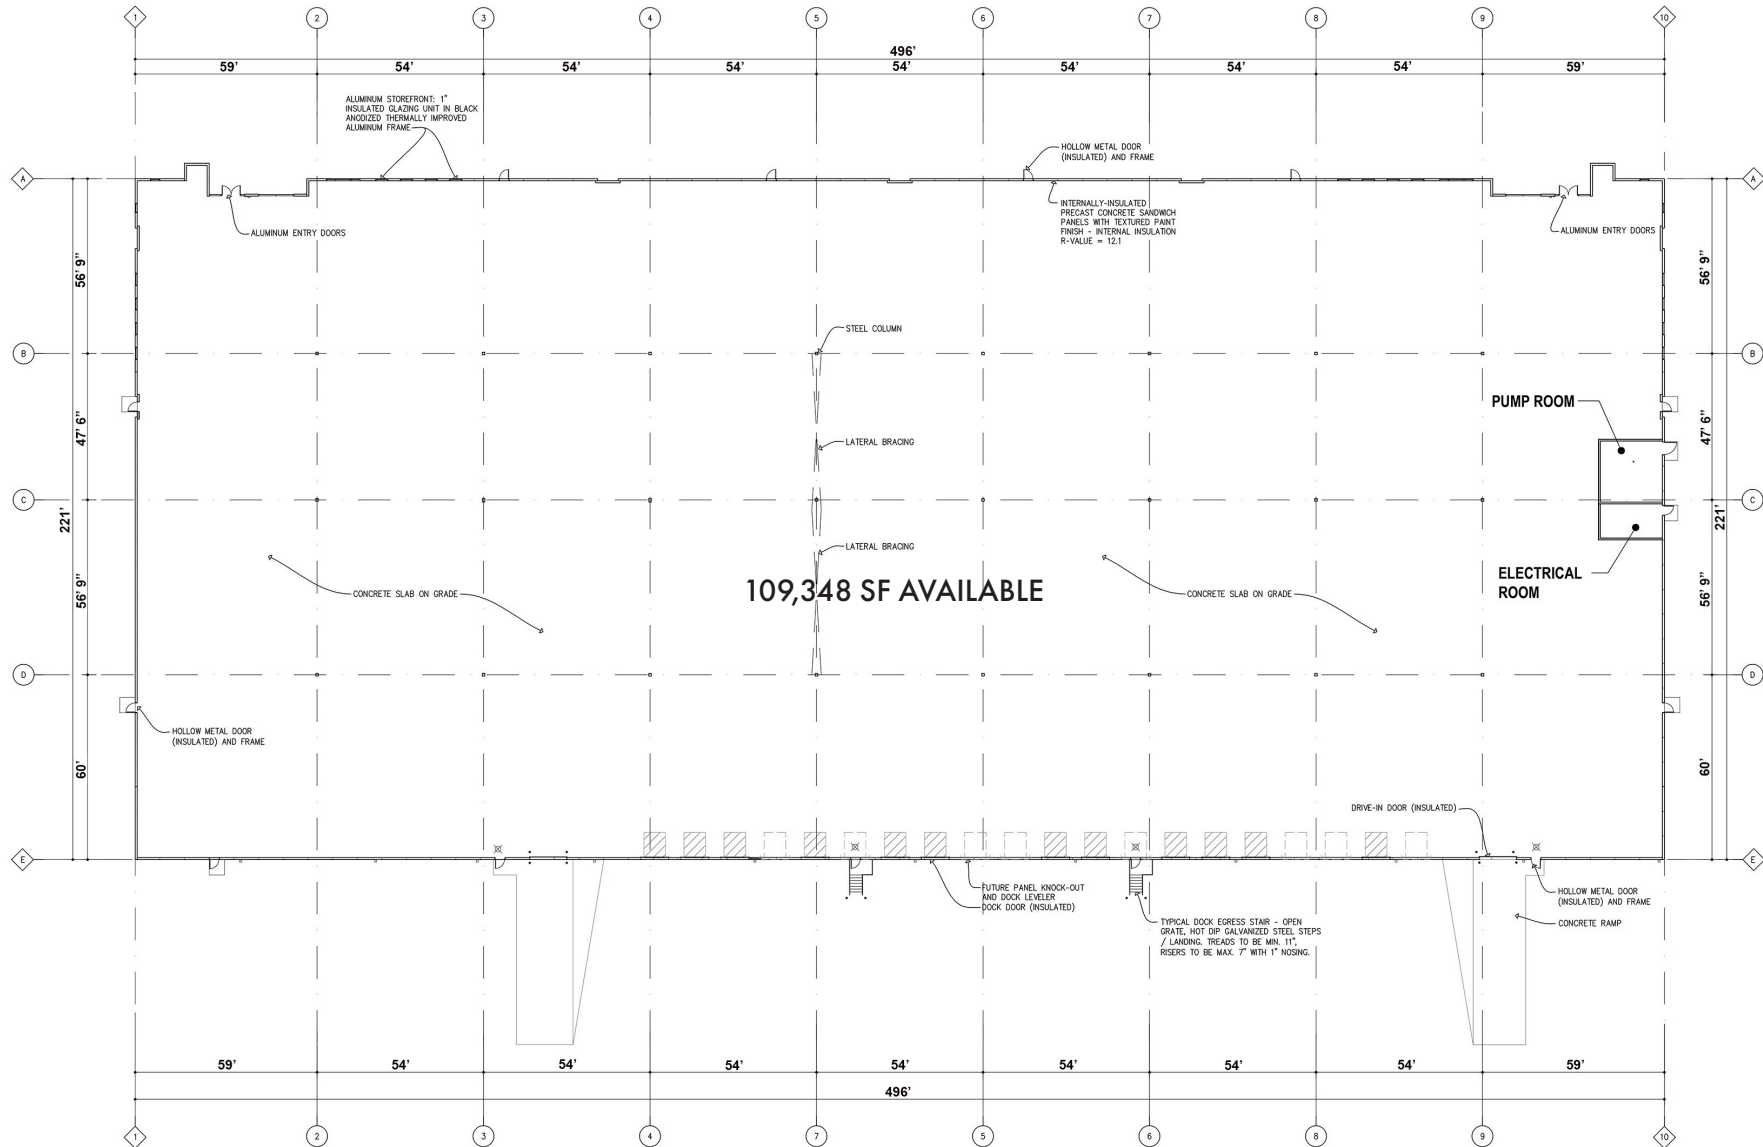 1 2 3 4 5 6 7 8 9 10
496'
59' 54' 54' 54' 54' 54' 54' 54' 59'
ALUMINUM STOREFRONT: 1"
INSULATED GLAZING UNIT IN BLACK
ANODIZED THERMALLY IMPROVED
ALUMINUM FRAME
HOLLOW METAL DOOR
(INSULATED) AND FRAME
A A
INTERNALLY-INSULATED
PRECAST CONCRETE SANDWICH
PANELS WITH TEXTURED PAINT
FINISH - INTERNAL INSULATION
R-VALUE = 12.1
ALUMINUM ENTRY DOORS
ALUMINUM ENTRY DOORS
56' 9"
56' 9"
STEEL COLUMN
B B
PUMP ROOM
47' 6"
47' 6"
LATERAL BRACING
C C
221'
221'
LATERAL BRACING
ELECTRICAL
ROOM
56' 9"
56' 9"
CONCRETE SLAB ON GRADE
109,348 SF AVAILABLE
CONCRETE SLAB ON GRADE
D D
HOLLOW METAL DOOR
(INSULATED) AND FRAME
60'
60'
DRIVE-IN DOOR (INSULATED)
E E
FUTURE PANEL KNOCK-OUT
AND DOCK LEVELER
DOCK DOOR (INSULATED)
HOLLOW METAL DOOR
(INSULATED) AND FRAME
CONCRETE RAMP
TYPICAL DOCK EGRESS STAIR - OPEN
GRATE, HOT DIP GALVANIZED STEEL STEPS
/ LANDING. TREADS TO BE MIN. 11",
RISERS TO BE MAX. 7" WITH 1" NOSING.
59' 54' 54' 54' 54' 54' 54' 54' 59'
496'
1 2 3 4 7 5 6 8 9 10